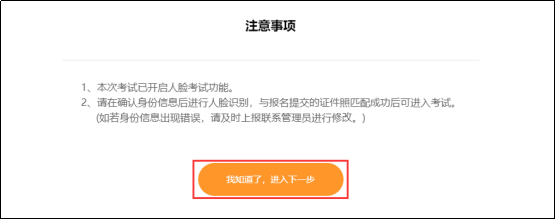 注意事项
1、本次考试已开启人脸考试功能。
2、请在确认身份信息后进行人脸识别，与报名提交的证件照匹配成功后可进入考试。
(如若身份信息出现错误，请及时上报联系管理员进行修改。)
我知道了，进入下一步